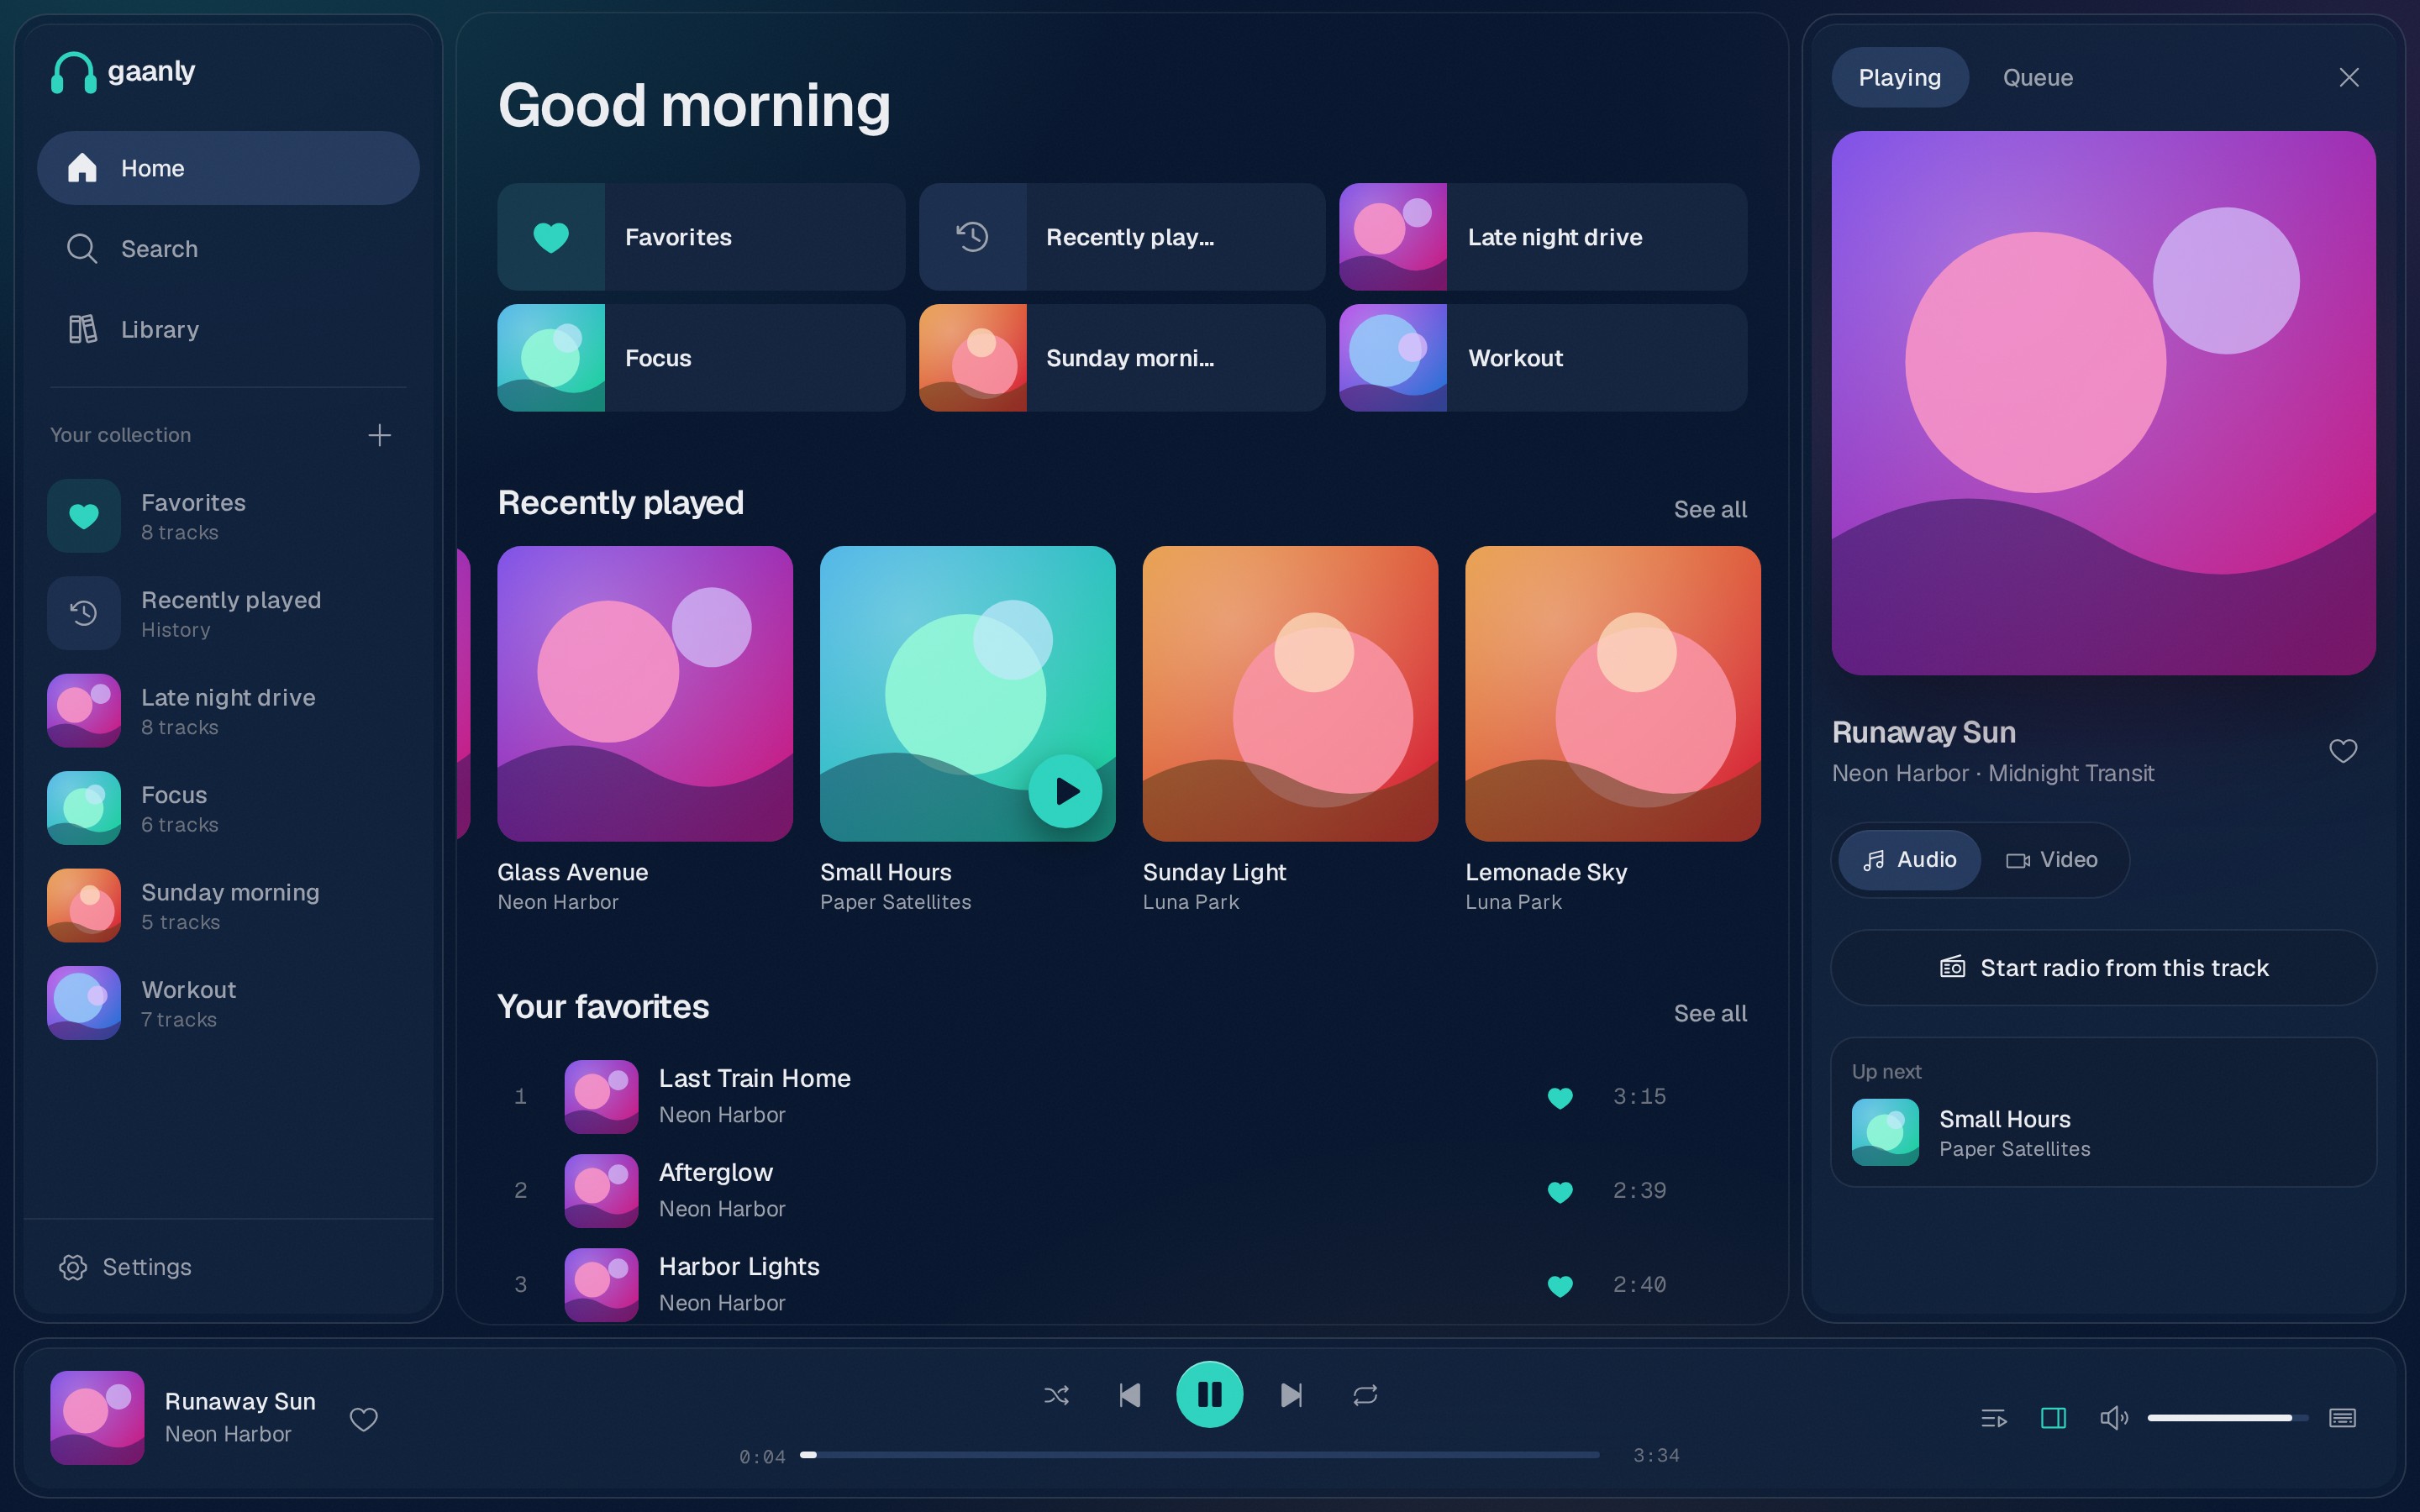 gaanly
Home
Search
Library
Your collection
Favorites
8 tracks
Recently played
History
Late night drive
8 tracks
Focus
6 tracks
Sunday morning
5 tracks
Workout
7 tracks
Settings
Good morning
Favorites
Recently play...
Late night drive
Focus
Sunday morni...
Workout
Recently played
See all
Glass Avenue
Neon Harbor
Small Hours
Paper Satellites
Sunday Light
Luna Park
Lemonade Sky
Luna Park
Your favorites
See all
1
Last Train Home
Neon Harbor
3:15
2
Afterglow
Neon Harbor
2:39
3
Harbor Lights
Neon Harbor
2:40
Playing
Queue
Runaway Sun
Neon Harbor · Midnight Transit
Audio
Video
Start radio from this track
Up next
Small Hours
Paper Satellites
Runaway Sun
Neon Harbor
0:04
3:34